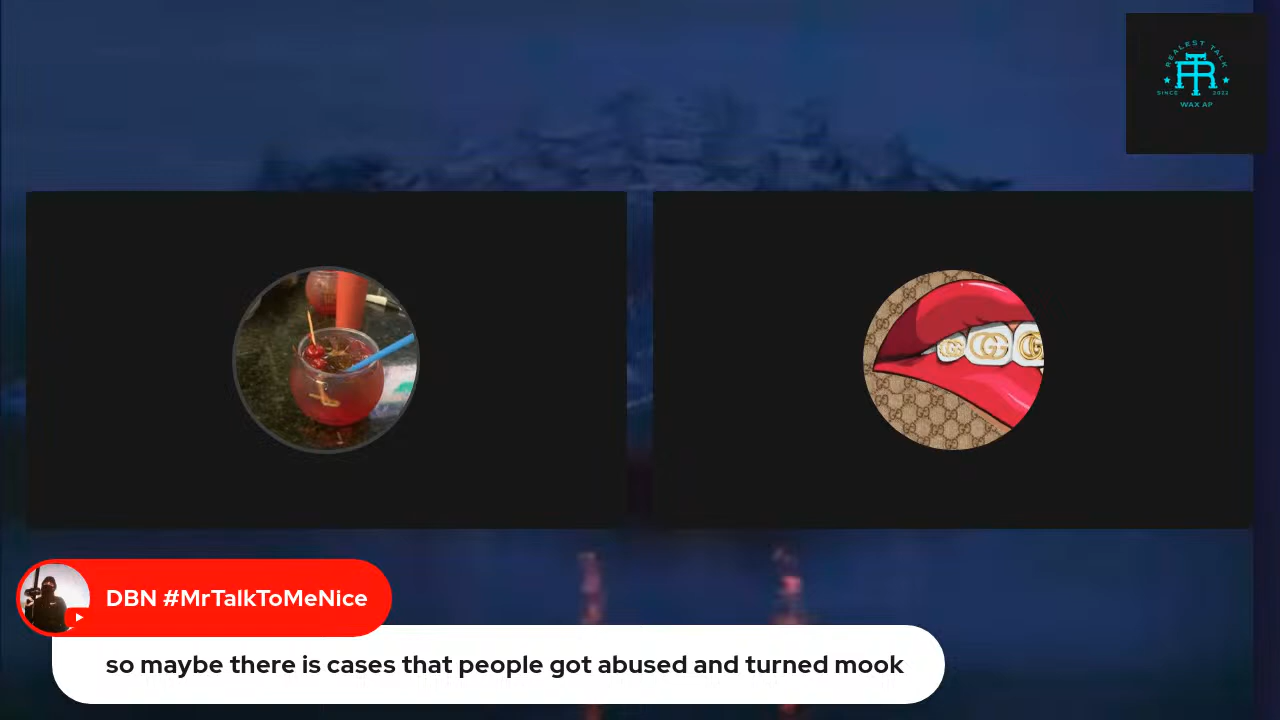 REALEST TALK
TR
SINCE 2021
WAX AP
DBN #MrTalkToMeNice
so maybe there is cases that people got abused and turned mook